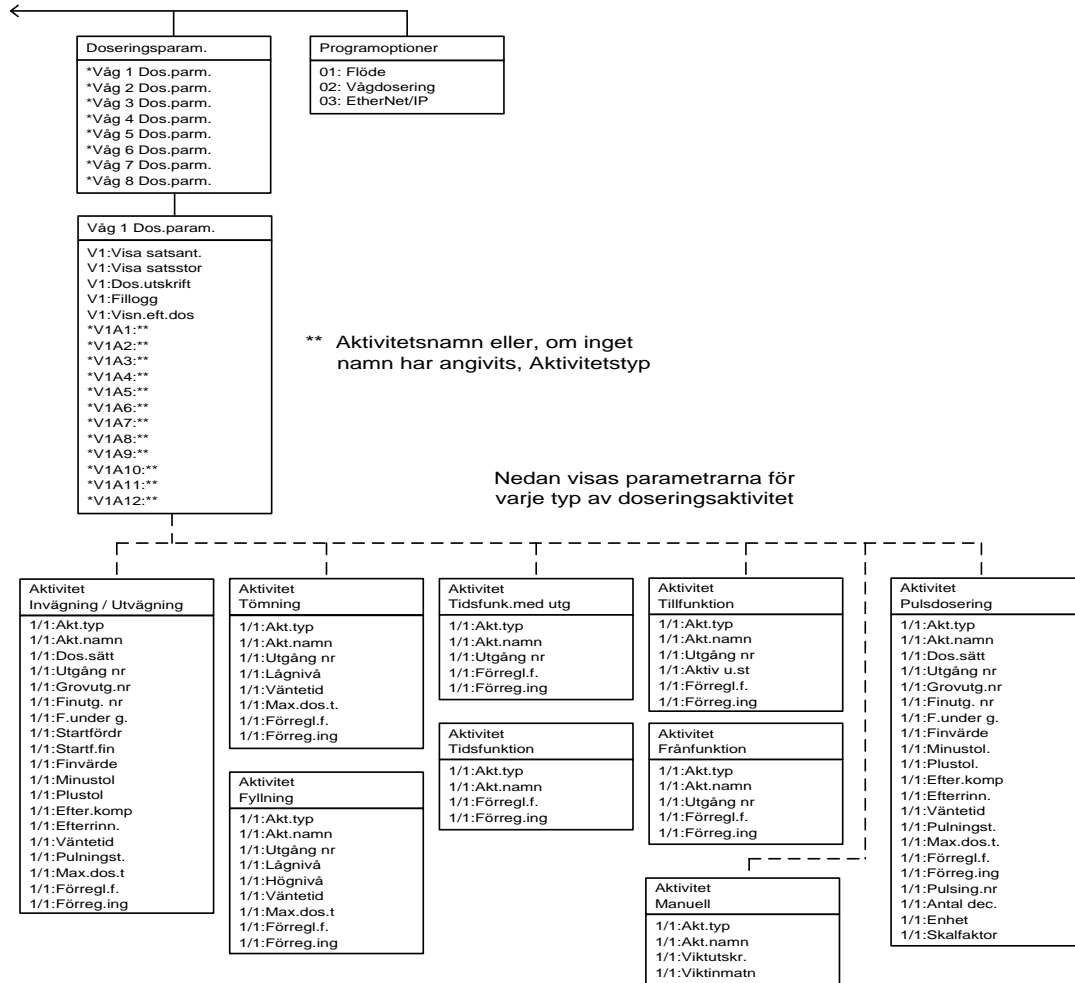 Doseringsparam.
*Våg 1 Dos.parm.
*Våg 2 Dos.parm.
*Våg 3 Dos.parm.
*Våg 4 Dos.parm.
*Våg 5 Dos.parm.
*Våg 6 Dos.parm.
*Våg 7 Dos.parm.
*Våg 8 Dos.parm.
Programoptioner
01: Flöde
02: Vågdosering
03: EtherNet/IP
Våg 1 Dos.param.
V1:Visa satsant.
V1:Visa satsstor
V1:Dos.utskrift
V1:Fillogg
V1:Visn.eft.dos
*V1A1:**
*V1A2:**
*V1A3:**
*V1A4:**
*V1A5:**
*V1A6:**
*V1A7:**
*V1A8:**
*V1A9:**
*V1A10:**
*V1A11:**
*V1A12:**
** Aktivitetsnamn eller, om inget
namn har angivits, Aktivitetstyp
Nedan visas parametrarna för
varje typ av doseringsaktivitet
Aktivitet
Invägning / Utvägning
1/1:Akt.typ
1/1:Akt.namn
1/1:Dos.sätt
1/1:Utgång nr
1/1:Grovutg.nr
1/1:Finutg. nr
1/1:F.under g.
1/1:Startfördr
1/1:Startf.fin
1/1:Finvärde
1/1:Minustol
1/1:Plustol
1/1:Efter.komp
1/1:Efterrinn.
1/1:Väntetid
1/1:Pulningst.
1/1:Max.dos.t
1/1:Förregl.f.
1/1:Förreg.ing
Aktivitet
Tömning
1/1:Akt.typ
1/1:Akt.namn
1/1:Utgång nr
1/1:Lågnivå
1/1:Väntetid
1/1:Max.dos.t.
1/1:Förregl.f.
1/1:Förreg.ing
Aktivitet
Fyllning
1/1:Akt.typ
1/1:Akt.namn
1/1:Utgång nr
1/1:Lågnivå
1/1:Högnivå
1/1:Väntetid
1/1:Max.dos.t
1/1:Förregl.f.
1/1:Förreg.ing
Aktivitet
Tidsfunk.med utg
1/1:Akt.typ
1/1:Akt.namn
1/1:Utgång nr
1/1:Förregl.f.
1/1:Förreg.ing
Aktivitet
Tidsfunktion
1/1:Akt.typ
1/1:Akt.namn
1/1:Förregl.f.
1/1:Förreg.ing
Aktivitet
Tillfunktion
1/1:Akt.typ
1/1:Akt.namn
1/1:Utgång nr
1/1:Aktiv u.st
1/1:Förregl.f.
1/1:Förreg.ing
Aktivitet
Frånfunktion
1/1:Akt.typ
1/1:Akt.namn
1/1:Utgång nr
1/1:Förregl.f.
1/1:Förreg.ing
Aktivitet
Manuell
1/1:Akt.typ
1/1:Akt.namn
1/1:Viktutskr.
1/1:Viktinmatn
Aktivitet
Pulsdosering
1/1:Akt.typ
1/1:Akt.namn
1/1:Dos.sätt
1/1:Utgång nr
1/1:Grovutg.nr
1/1:Finutg. nr
1/1:F.under g.
1/1:Finvärde
1/1:Minustol.
1/1:Plustol.
1/1:Efter.komp
1/1:Efterrinn.
1/1:Väntetid
1/1:Pulningst.
1/1:Max.dos.t.
1/1:Förregl.f.
1/1:Förreg.ing
1/1:Pulsing.nr
1/1:Antal dec.
1/1:Enhet
1/1:Skalfaktor